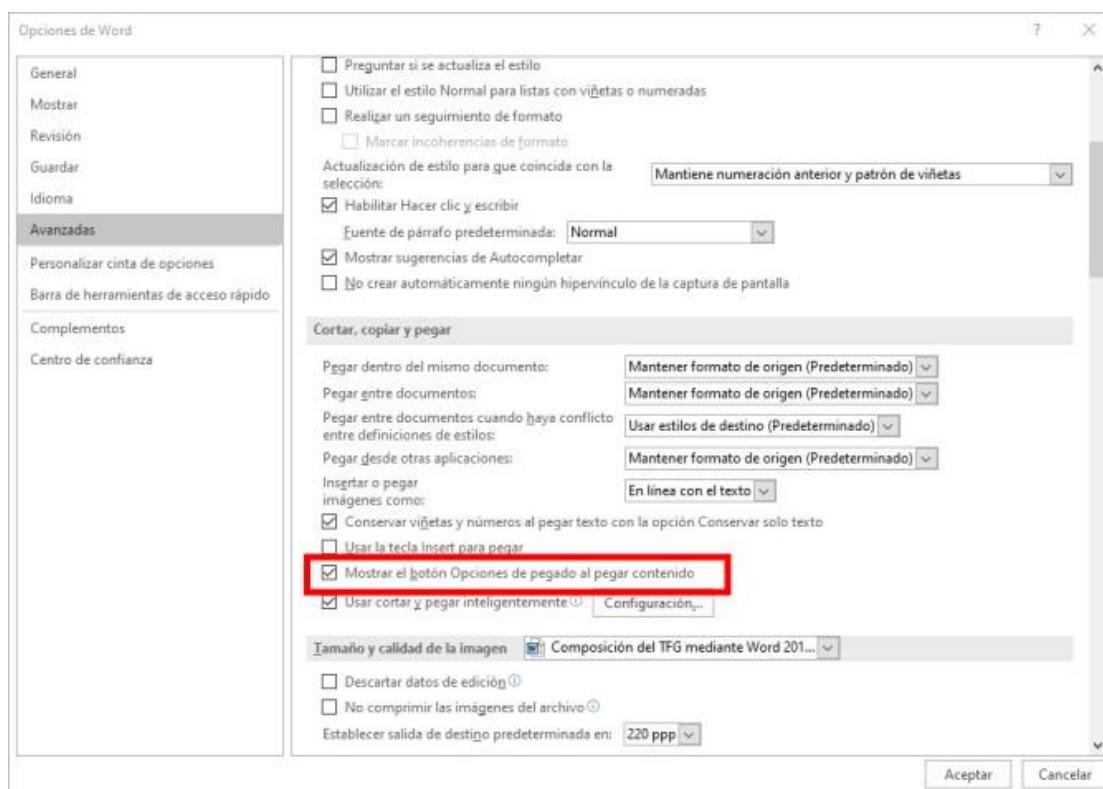 Opciones de Word
General
Mostrar
Revisión
Guardar
Idioma
Avanzadas
Personalizar cinta de opciones
Barra de herramientas de acceso rápido
Complementos
Centro de confianza
Preguntar si se actualiza el estilo
Utilizar el estilo Normal para listas con viñetas o numeradas
Realizar un seguimiento de formato
Marcar incoherencias de formato
Actualización de estilo para que coincida con la
selección:
Mantiene numeración anterior y patrón de viñetas
Habilitar Hacer clic y escribir
Fuente de párrafo predeterminada: Normal
Mostrar sugerencias de Autocompletar
No crear automáticamente ningún hipervínculo de la captura de pantalla
Cortar, copiar y pegar
Pegar dentro del mismo documento: Mantener formato de origen (Predeterminado)
Pegar entre documentos: Mantener formato de origen (Predeterminado)
Pegar entre documentos cuando haya conflicto
entre definiciones de estilos:
Usar estilos de destino (Predeterminado)
Pegar desde otras aplicaciones: Mantener formato de origen (Predeterminado)
Insertar o pegar
imágenes como:
En línea con el texto
Conservar viñetas y números al pegar texto con la opción Conservar solo texto
Usar la tecla Insert para pegar
Mostrar el botón Opciones de pegado al pegar contenido
Usar cortar y pegar inteligentemente Configuración...
Tamaño y calidad de la imagen Composición del TFG mediante Word 201...
Descartar datos de edición
No comprimir las imágenes del archivo
Establecer salida de destino predeterminada en: 220 ppp
Aceptar Cancelar